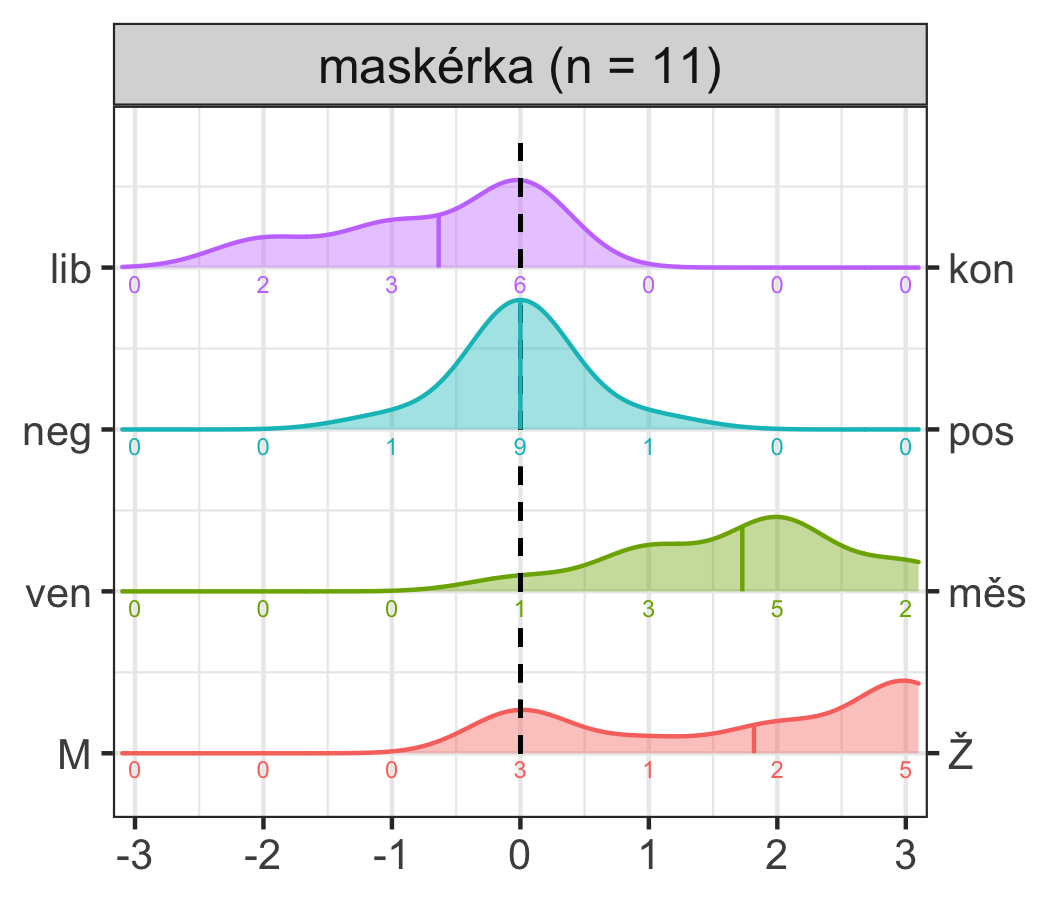 maskérka (n = 11)
lib kon
0 2 3 6 0 0 0
neg pos
0 0 1 9 1 0 0
ven měs
0 0 0 1 3 5 2
M Ž
0 0 0 3 1 2 5
-3 -2 -1 0 1 2 3